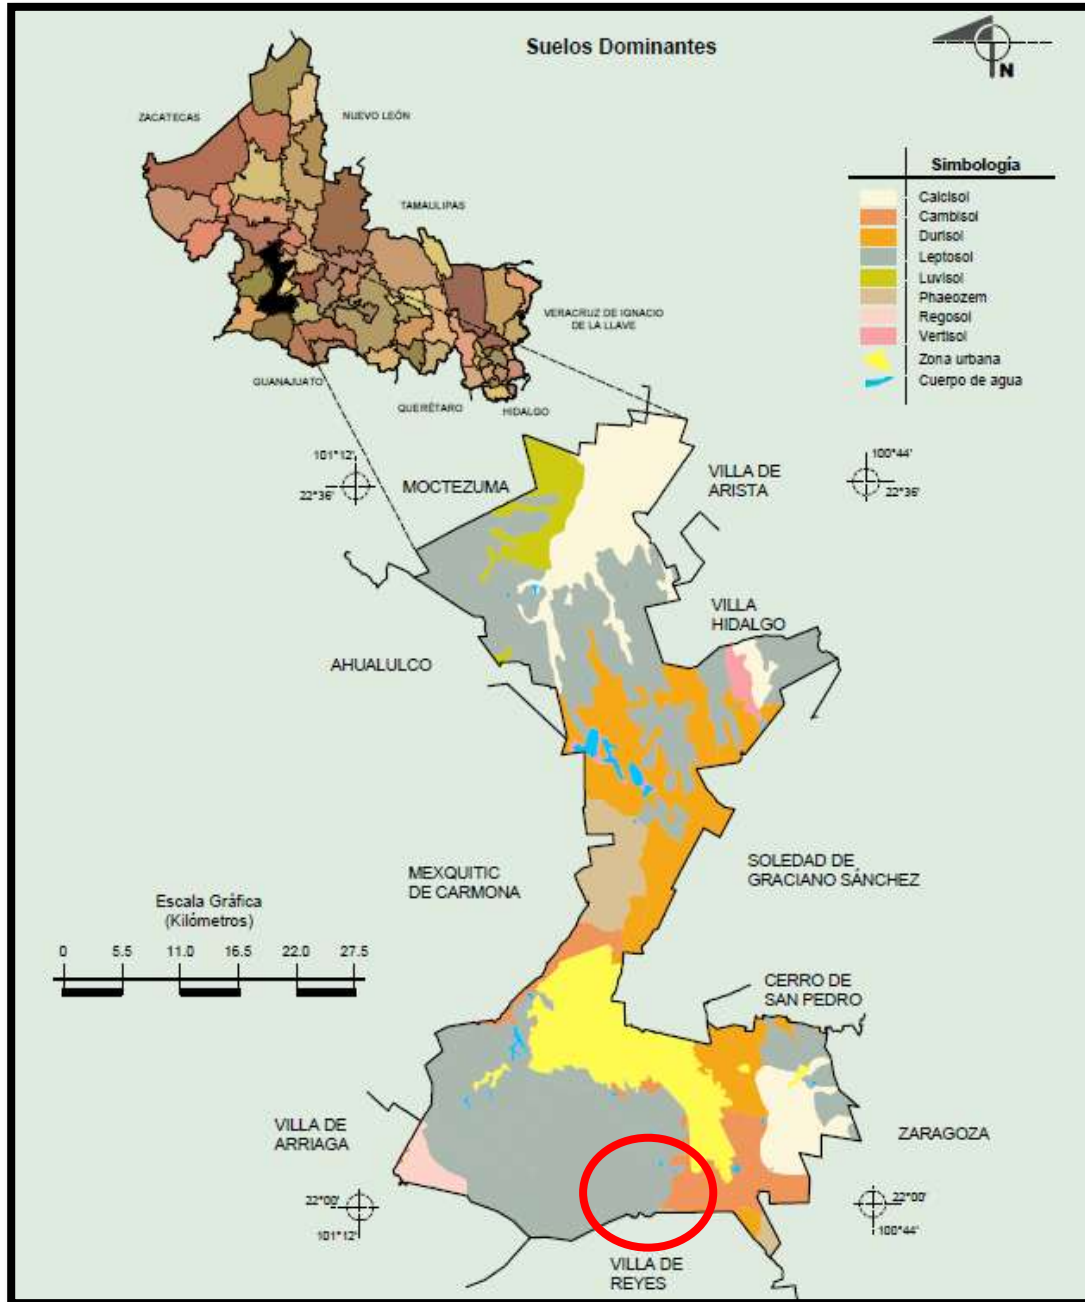 Suelos Dominantes
N
ZACATECAS
NUEVO LEÓN
TAMAULIPAS
VERACRUZ DE IGNACIO
DE LA LLAVE
GUANAJUATO
QUERÉTARO
HIDALGO
Simbología
Calcisol
Cambisol
Durisol
Leptosol
Luvisol
Phaeozem
Regosol
Vertisol
Zona urbana
Cuerpo de agua
101°12'
22°36'
100°44'
22°36'
MOCTEZUMA
VILLA DE
ARISTA
VILLA
HIDALGO
AHUALULCO
MEXQUITIC
DE CARMONA
SOLEDAD DE
GRACIANO SÁNCHEZ
Escala Gráfica
(Kilómetros)
0 5.5 11.0 16.5 22.0 27.5
CERRO DE
SAN PEDRO
VILLA DE
ARRIAGA
ZARAGOZA
22°00'
101°12'
22°00'
100°44'
VILLA DE
REYES